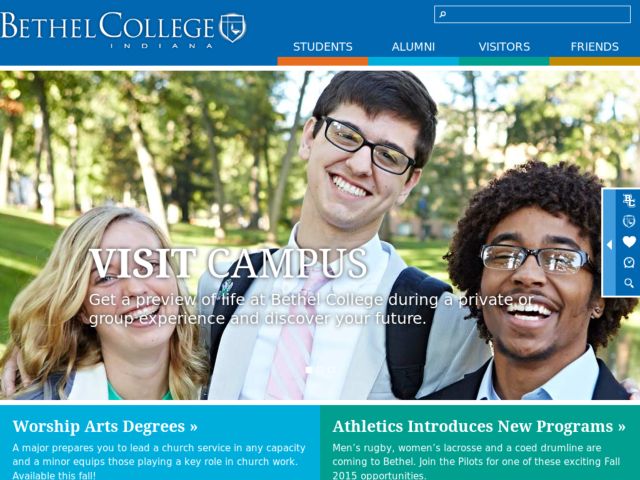 BETHEL COLLEGE
INDIANA
STUDENTS
ALUMNI
VISITORS
FRIENDS
VISIT CAMPUS
Get a preview of life at Bethel College during a private or
group experience and discover your future.
Worship Arts Degrees »
A major prepares you to lead a church service in any capacity
and a minor equips those playing a key role in church work.
Available this fall!
Athletics Introduces New Programs »
Men's rugby, women's lacrosse and a coed drumline are
coming to Bethel. Join the Pilots for one of these exciting Fall
2015 opportunities.